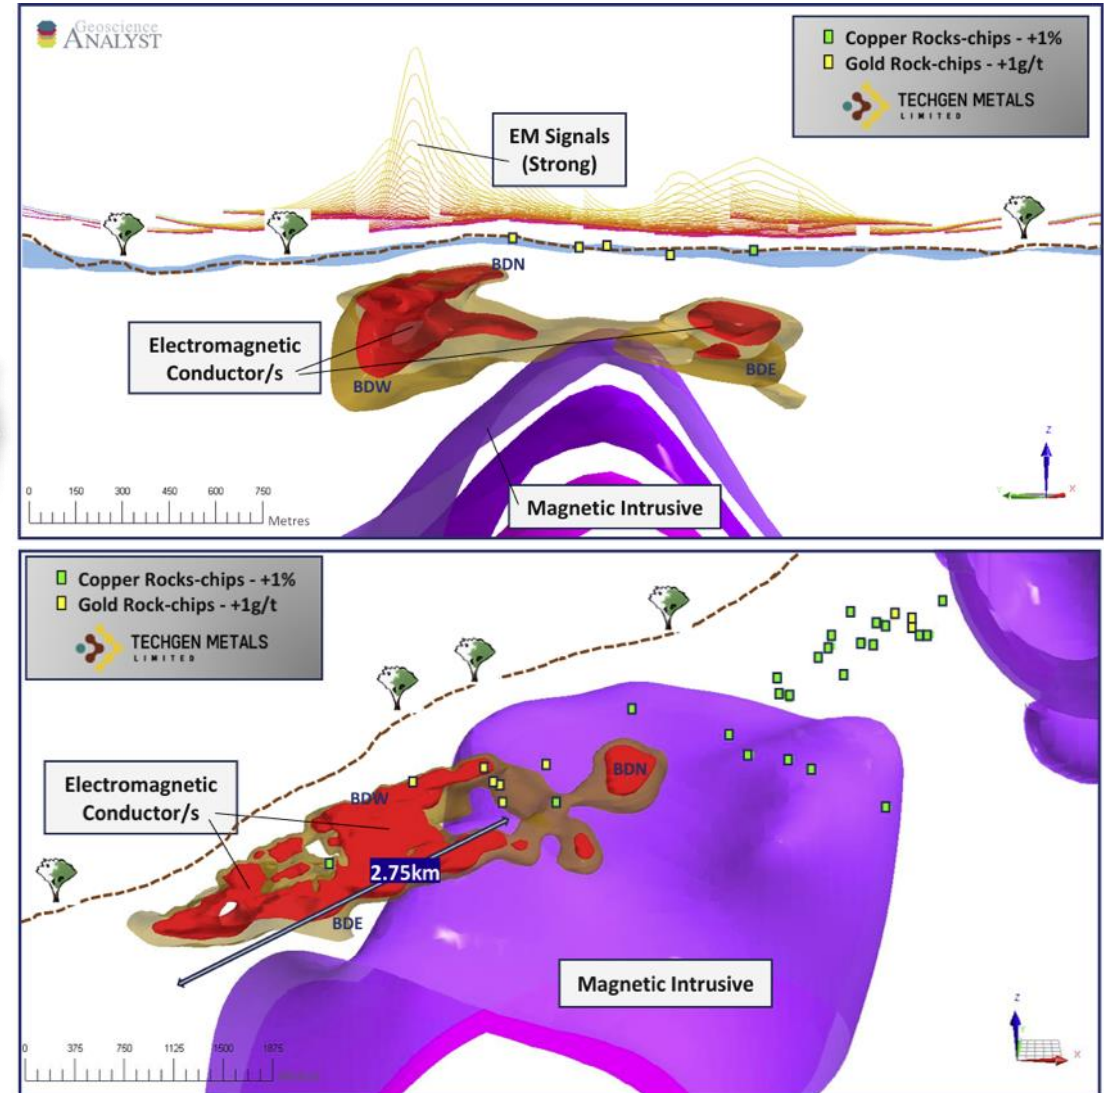 Geoscience
ANALYST
Copper Rocks-chips - +1%
Gold Rock-chips - +1g/t
TECHGEN METALS
LIMITED
EM Signals
(Strong)
BDN
Electromagnetic
Conductor/s
BDW
BDE
Magnetic Intrusive
0 150 300 450 600 750
Metres
Z
Y
X
Copper Rocks-chips - +1%
Gold Rock-chips - +1g/t
TECHGEN METALS
LIMITED
Electromagnetic
Conductor/s
BDW
BDN
2.75km
BDE
Magnetic Intrusive
0 375 750 1125 1500 1875
Z
Y
X